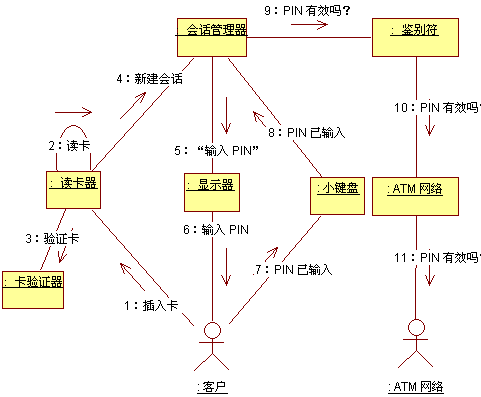 9：PIN 有效吗？
: 会话管理器
: 鉴别符
4：新建会话
10：PIN 有效吗
2：读卡
8：PIN 已输入
5：“输入 PIN”
: 读卡器
: 显示器
: 小键盘
: ATM 网络
6：输入 PIN
3：验证卡
11：PIN 有效吗
7：PIN 已输入
: 卡验证器
1：插入卡
: 客户
: ATM 网络